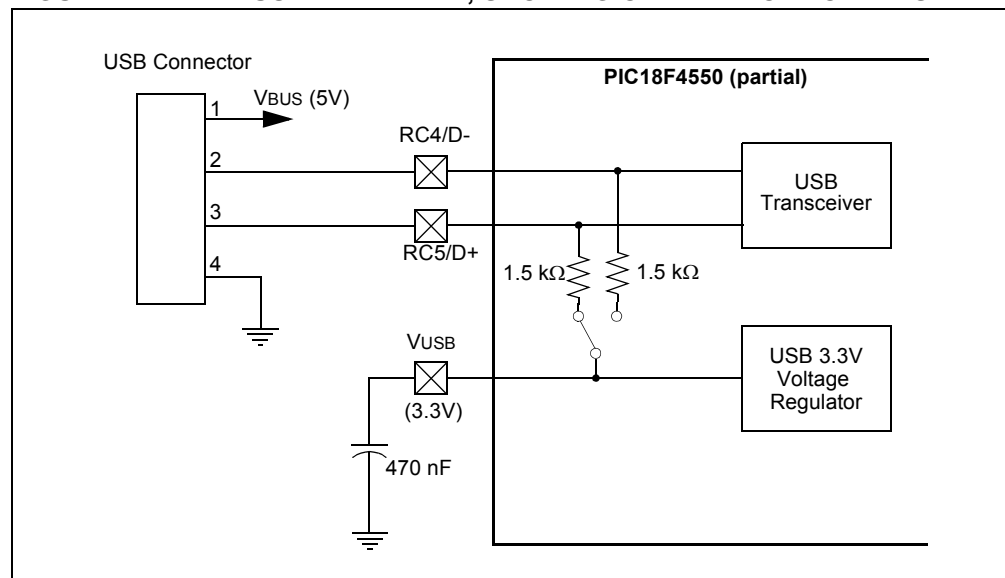 USB Connector
PIC18F4550 (partial)
VBUS (5V)
1
RC4/D-
2
USB
Transceiver
3
RC5/D+
4
1.5 kΩ
1.5 kΩ
VUSB
(3.3V)
USB 3.3V
Voltage
Regulator
470 nF